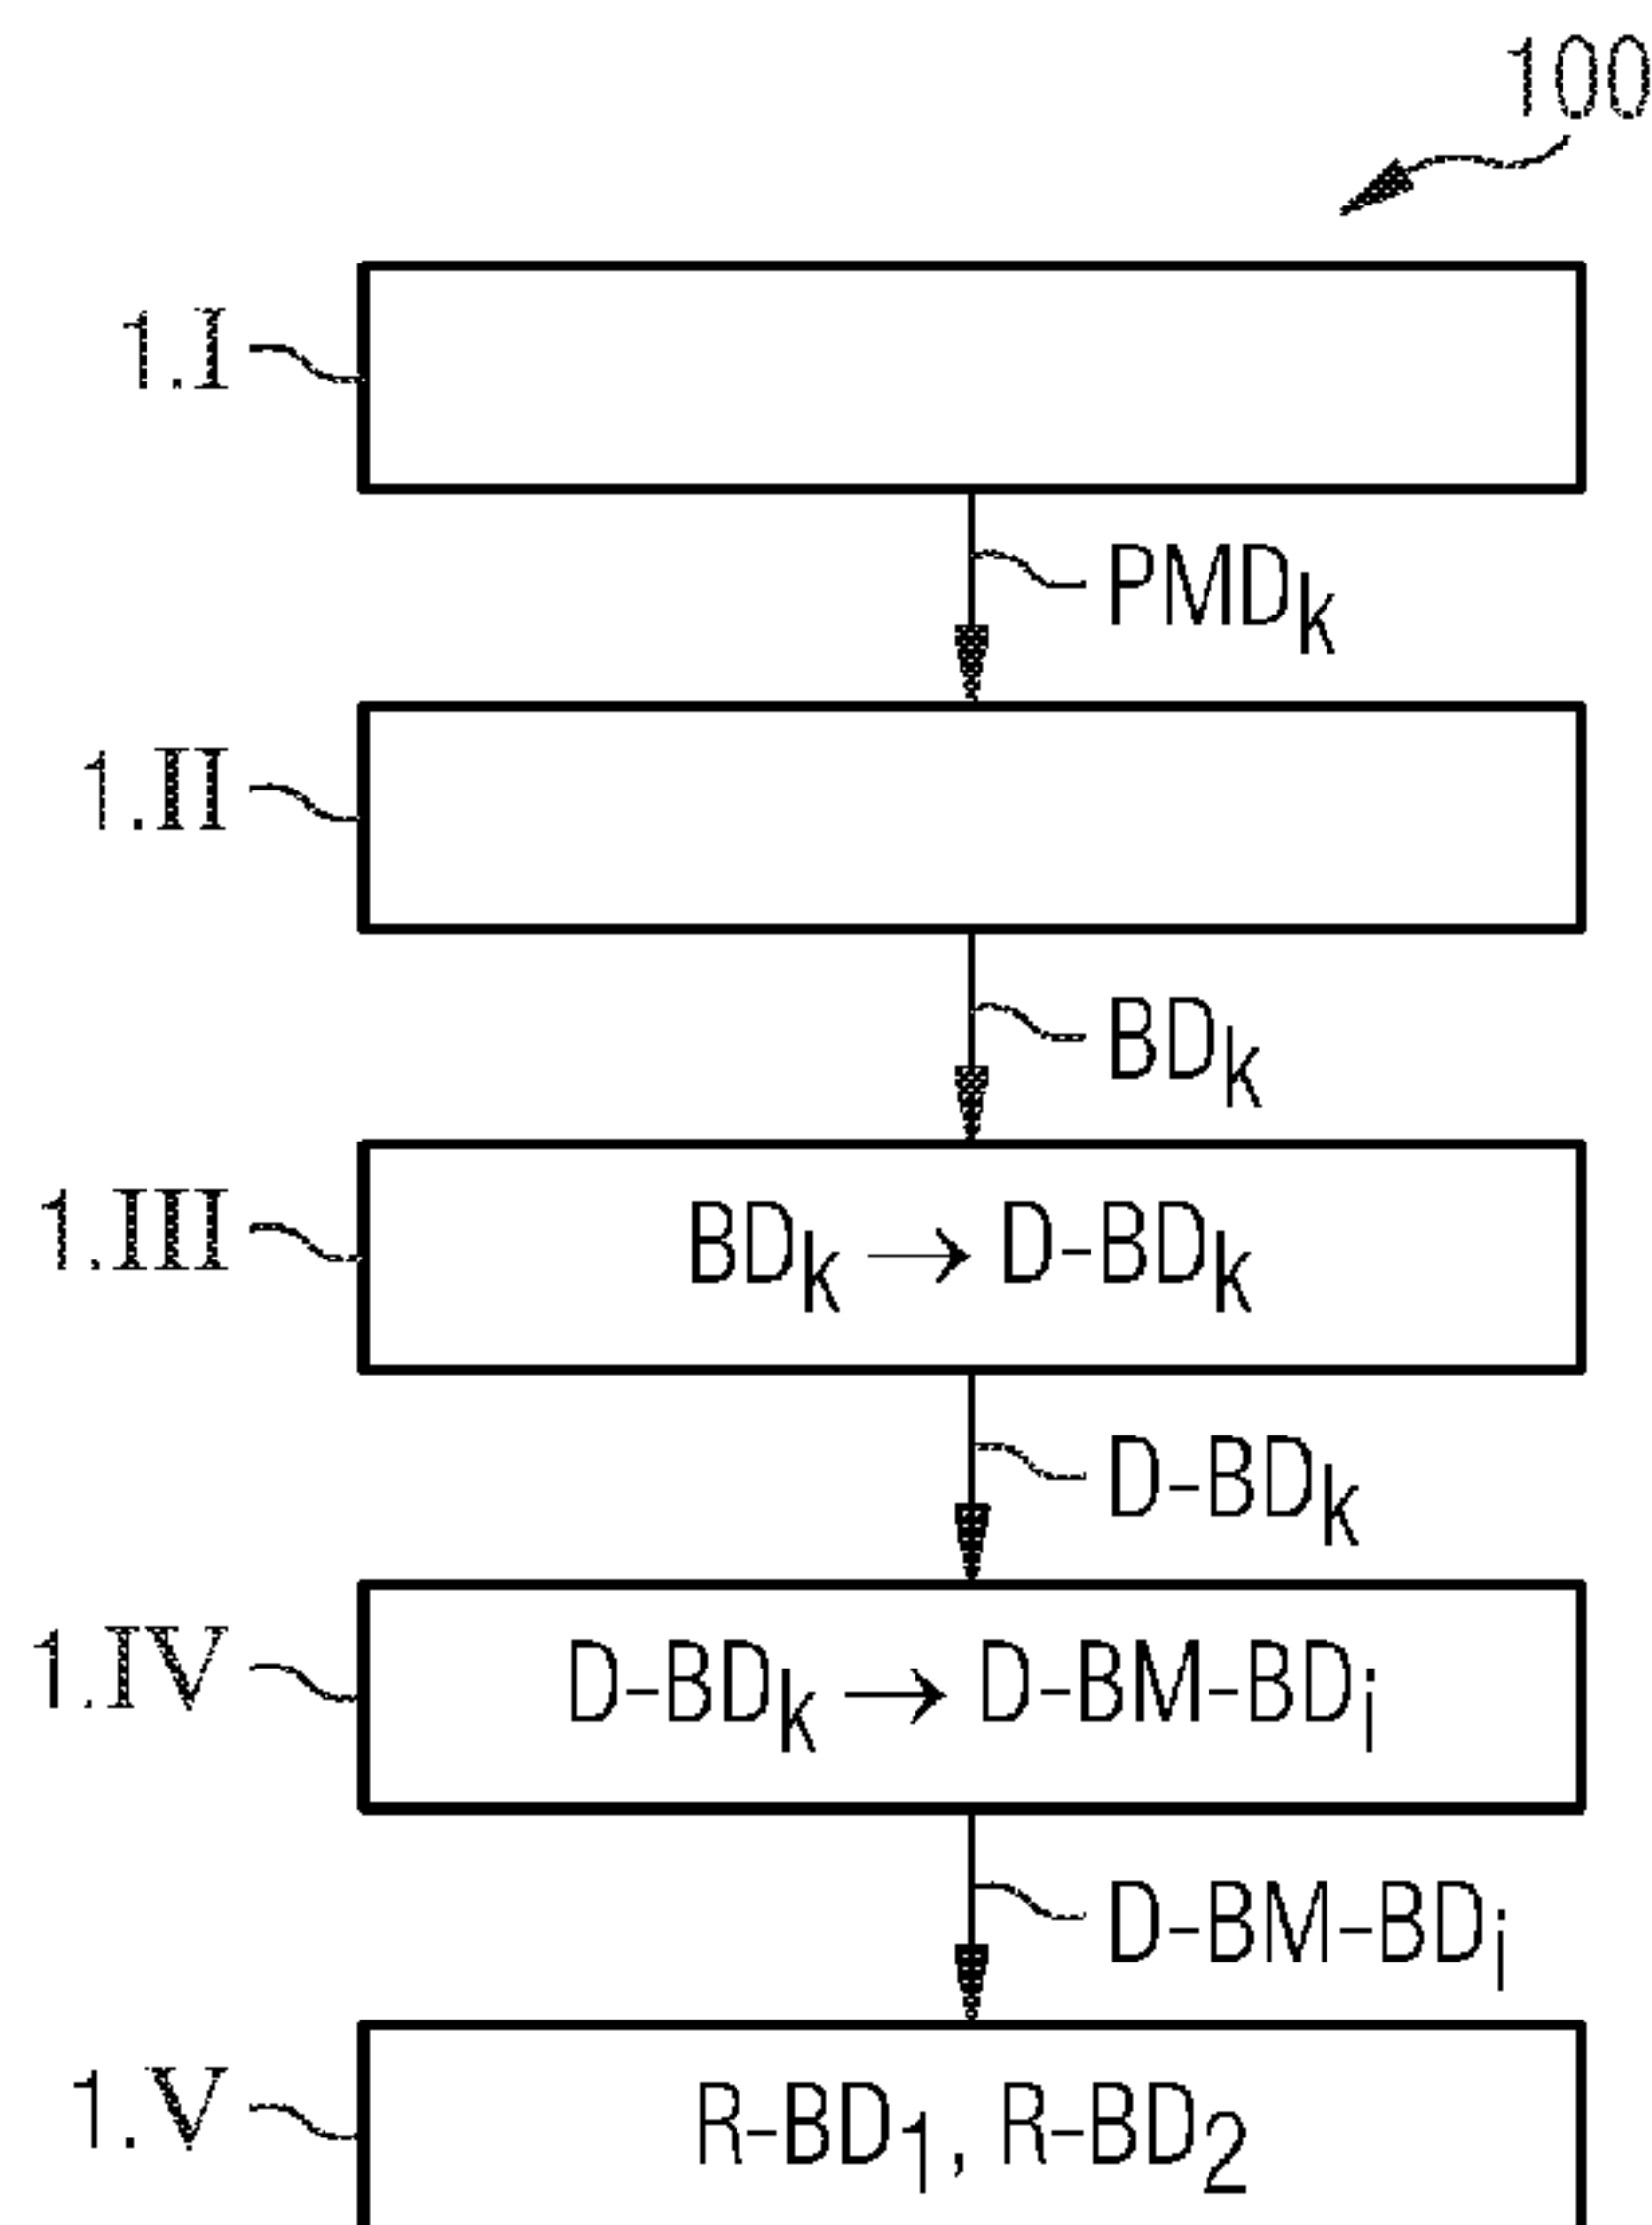 100
1.I
PMDk
1.II
BDk
1.III
BDk → D-BDk
D-BDk
1.IV
D-BDk → D-BM-BDi
D-BM-BDi
1.V
R-BD1, R-BD2